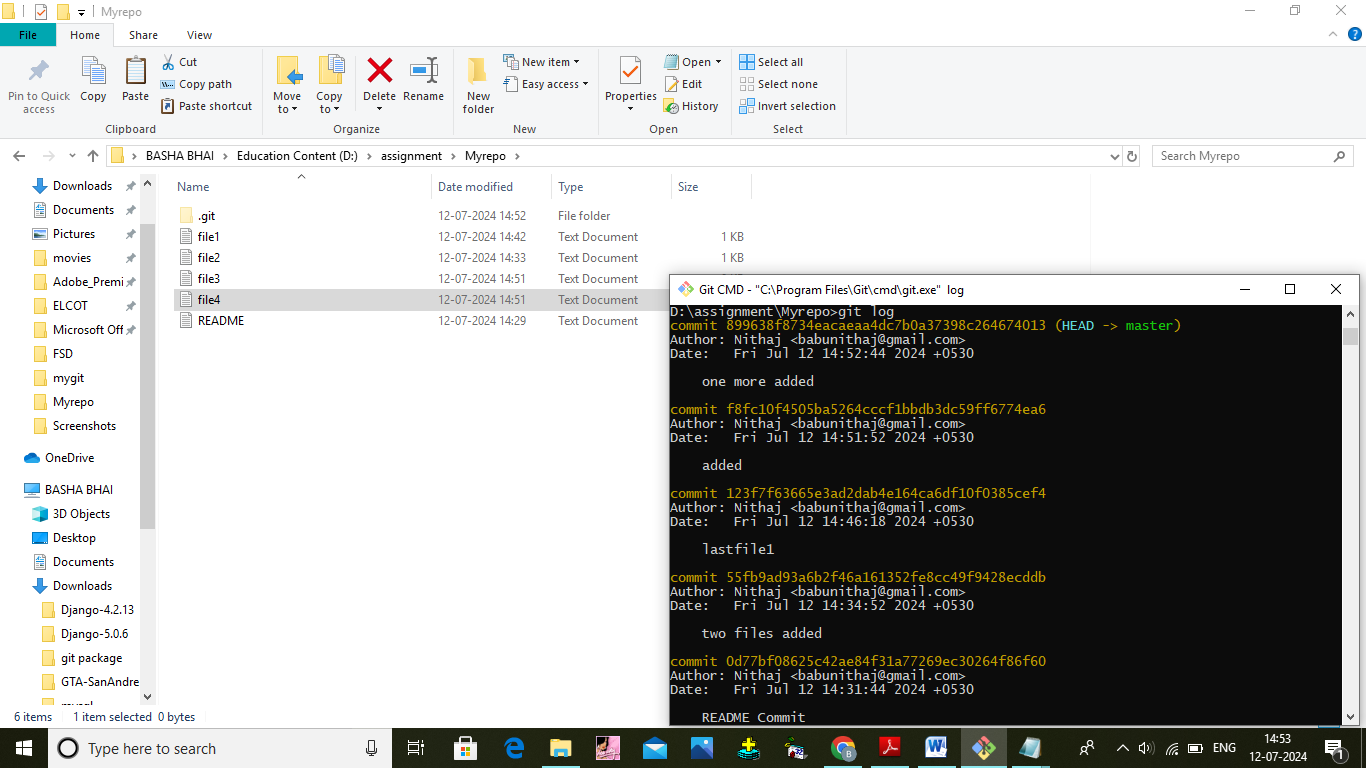 Myrepo
File Home Share View
Pin to Quick access
Copy
Paste
Cut
Copy path
Paste shortcut
Clipboard
Move to
Copy to
Delete
Rename
Organize
New folder
New item
Easy access
New
Properties
Open
Edit
History
Open
Select all
Select none
Invert selection
Select
BASHA BHAI > Education Content (D:) > assignment > Myrepo >
Search Myrepo
Downloads
Documents
Pictures
movies
Adobe_Premi
ELCOT
Microsoft Off
FSD
mygit
Myrepo
Screenshots
OneDrive
BASHA BHAI
3D Objects
Desktop
Documents
Downloads
Django-4.2.13
Django-5.0.6
git package
GTA-SanAndre
Name Date modified Type Size
.git 12-07-2024 14:52 File folder
file1 12-07-2024 14:42 Text Document 1 KB
file2 12-07-2024 14:33 Text Document 1 KB
file3 12-07-2024 14:51 Text Document
file4 12-07-2024 14:51 Text Document
README 12-07-2024 14:29 Text Document
Git CMD - "C:\Program Files\Git\cmd\git.exe" log
D:\assignment\Myrepo>git log
commit 899638f8734eacaeaa4dc7b0a37398c264674013 (HEAD -> master)
Author: Nithaj <babunithaj@gmail.com>
Date:   Fri Jul 12 14:52:44 2024 +0530
one more added
commit f8fc10f4505ba5264cccf1bbdb3dc59ff6774ea6
Author: Nithaj <babunithaj@gmail.com>
Date:   Fri Jul 12 14:51:52 2024 +0530
added
commit 123f7f63665e3ad2dab4e164ca6df10f0385cef4
Author: Nithaj <babunithaj@gmail.com>
Date:   Fri Jul 12 14:46:18 2024 +0530
lastfile1
commit 55fb9ad93a6b2f46a161352fe8cc49f9428ecddb
Author: Nithaj <babunithaj@gmail.com>
Date:   Fri Jul 12 14:34:52 2024 +0530
two files added
commit 0d77bf08625c42ae84f31a77269ec30264f86f60
Author: Nithaj <babunithaj@gmail.com>
Date:   Fri Jul 12 14:31:44 2024 +0530
README Commit
6 items 1 item selected 0 bytes
Type here to search
ENG
14:53
12-07-2024
1